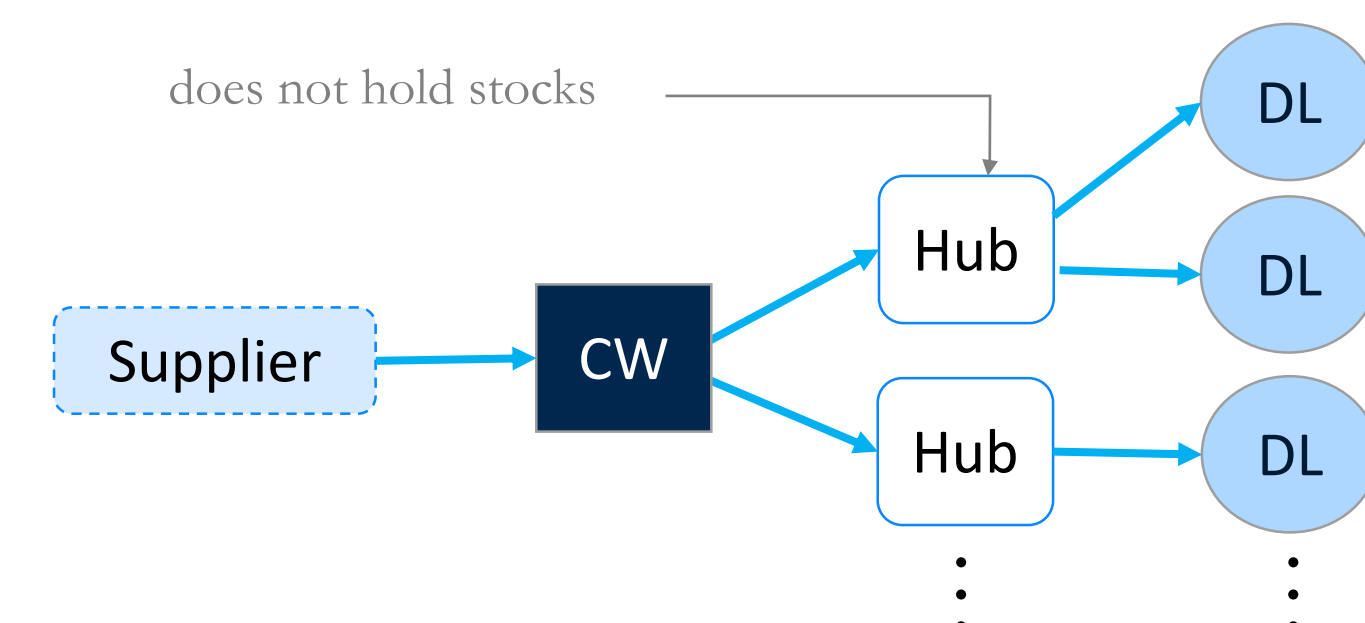 does not hold stocks
DL
Hub
DL
Supplier
CW
Hub
DL